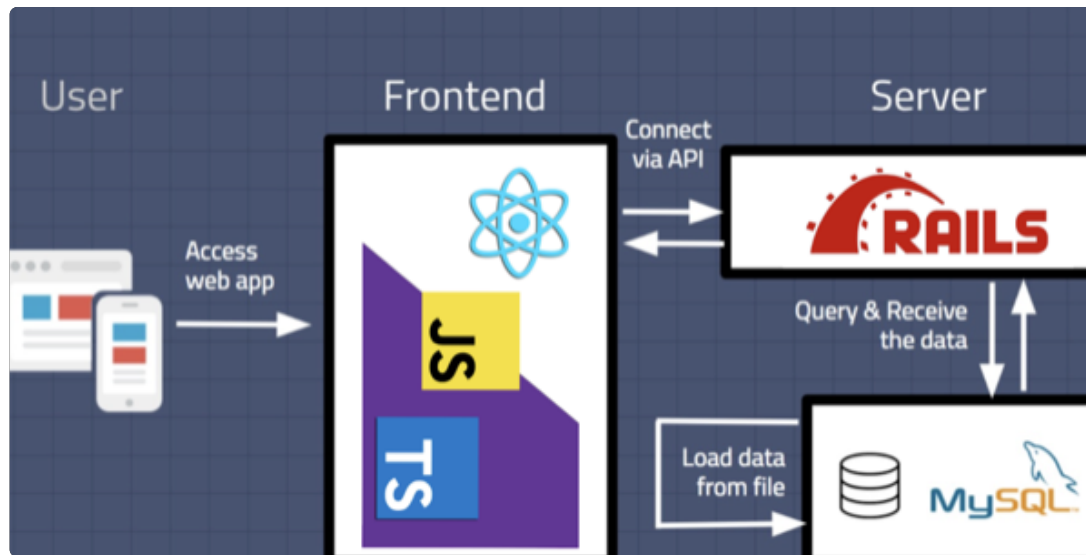 User
Frontend
Server
Connect
via API
RAILS
Access
web app
Query & Receive
the data
JS
TS
Load data
from file
MySQL